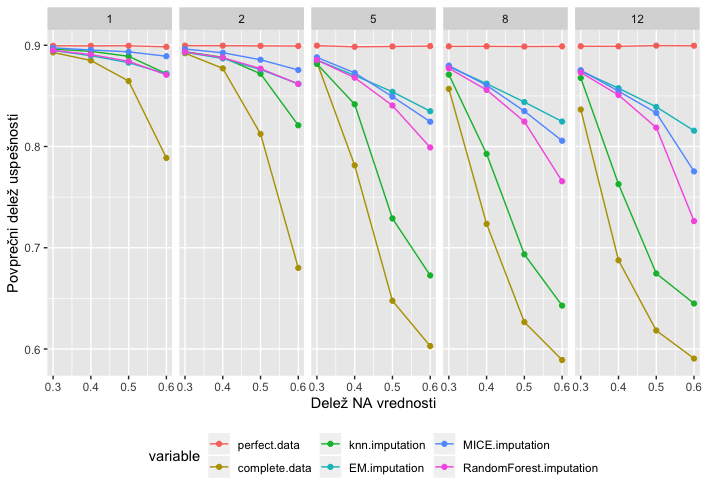 1 2 5 8 12
Povprečni delež uspešnosti
0.9
0.8
0.7
0.6
0.3 0.4 0.5 0.6 0.3 0.4 0.5 0.6 0.3 0.4 0.5 0.6 0.3 0.4 0.5 0.6 0.3 0.4 0.5 0.6
Delež NA vrednosti
variable
perfect.data knn.imputation MICE.imputation
complete.data EM.imputation RandomForest.imputation